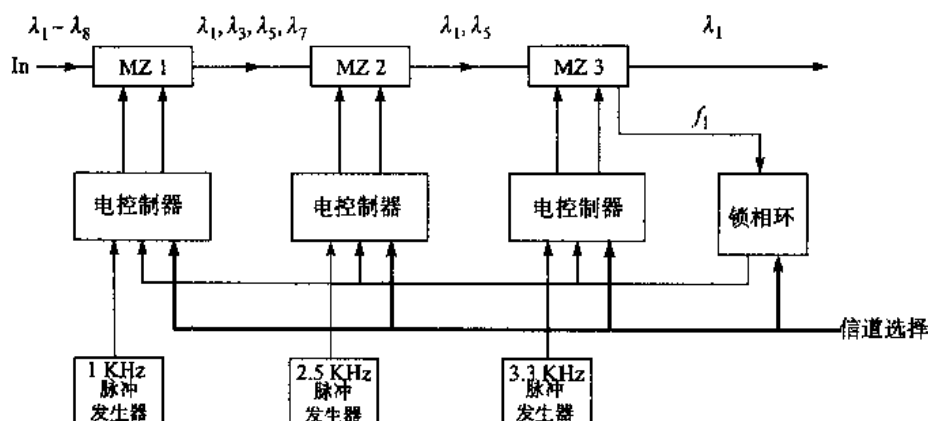 λ₁ ~ λ₈
λ₁, λ₃, λ₅, λ₇
λ₁, λ₅
λ₁
In
MZ 1
MZ 2
MZ 3
f₁
电控制器
电控制器
电控制器
锁相环
信道选择
1 KHz
脉冲
发生器
2.5 KHz
脉冲
发生器
3.3 KHz
脉冲
发生器